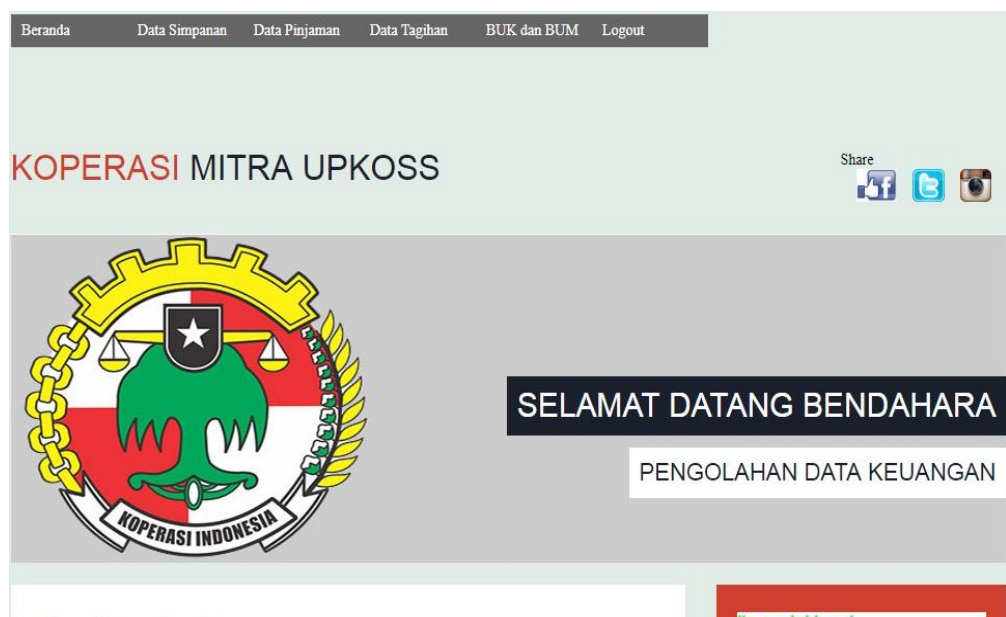 Beranda Data Simpanan Data Pinjaman Data Tagihan BUK dan BUM Logout
KOPERASI MITRA UPKOSS
Share
SELAMAT DATANG BENDAHARA
PENGOLAHAN DATA KEUANGAN
KOPERASI INDONESIA